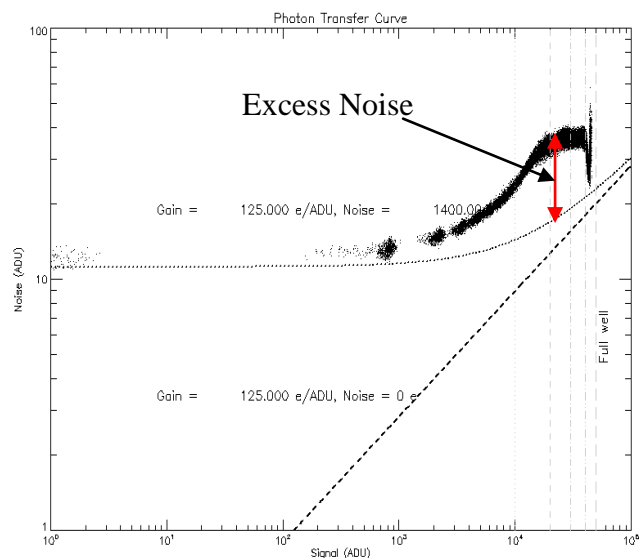 Photon Transfer Curve
100
Excess Noise
Gain = 125.000 e/ADU, Noise = 1400.00
10
Noise (ADU)
Full well
Gain = 125.000 e/ADU, Noise = 0 e
1
10⁰ 10¹ 10² 10³ 10⁴ 10⁵
Signal (ADU)